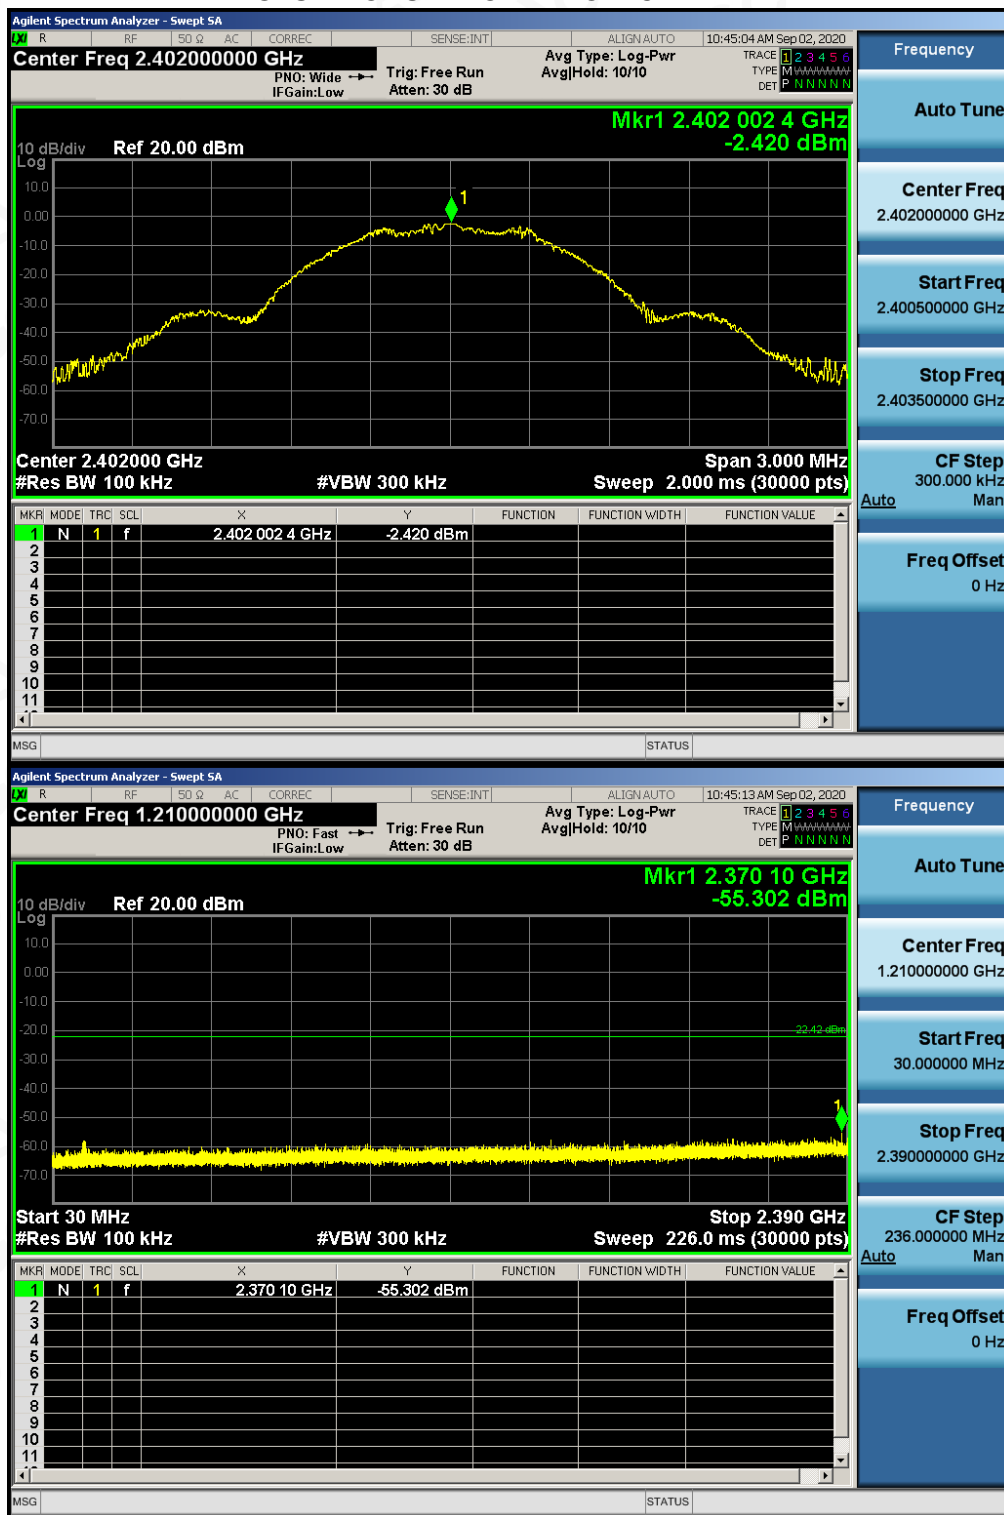 Agilent Spectrum Analyzer - Swept SA
LXI R RF 50 Ω AC CORREC SENSE:INT ALIGN AUTO 10:45:04 AM Sep 02, 2020
Center Freq 2.402000000 GHz
PNO: Wide
IFGain:Low
Trig: Free Run
Atten: 30 dB
Avg Type: Log-Pwr
Avg|Hold: 10/10
TRACE 1 2 3 4 5 6
TYPE M
DET P N N N N N
Mkr1 2.402 002 4 GHz
-2.420 dBm
10 dB/div Ref 20.00 dBm
Log
10.0
0.00
-10.0
-20.0
-30.0
-40.0
-50.0
-60.0
-70.0
1
Center 2.402000 GHz Span 3.000 MHz
#Res BW 100 kHz #VBW 300 kHz Sweep 2.000 ms (30000 pts)
MKR MODE TRC SCL X Y FUNCTION FUNCTION WIDTH FUNCTION VALUE
1 N 1 f 2.402 002 4 GHz -2.420 dBm
2
3
4
5
6
7
8
9
10
11
MSG STATUS
Frequency
Auto Tune
Center Freq
2.402000000 GHz
Start Freq
2.400500000 GHz
Stop Freq
2.403500000 GHz
CF Step
300.000 kHz
Auto Man
Freq Offset
0 Hz
Agilent Spectrum Analyzer - Swept SA
LXI R RF 50 Ω AC CORREC SENSE:INT ALIGN AUTO 10:45:13 AM Sep 02, 2020
Center Freq 1.210000000 GHz
PNO: Fast
IFGain:Low
Trig: Free Run
Atten: 30 dB
Avg Type: Log-Pwr
Avg|Hold: 10/10
TRACE 1 2 3 4 5 6
TYPE M
DET P N N N N N
Mkr1 2.370 10 GHz
-55.302 dBm
10 dB/div Ref 20.00 dBm
Log
10.0
0.00
-10.0
-20.0
-30.0
-40.0
-50.0
-60.0
-70.0
-22.42 dBm
1
Start 30 MHz Stop 2.390 GHz
#Res BW 100 kHz #VBW 300 kHz Sweep 226.0 ms (30000 pts)
MKR MODE TRC SCL X Y FUNCTION FUNCTION WIDTH FUNCTION VALUE
1 N 1 f 2.370 10 GHz -55.302 dBm
2
3
4
5
6
7
8
9
10
11
MSG STATUS
Frequency
Auto Tune
Center Freq
1.210000000 GHz
Start Freq
30.000000 MHz
Stop Freq
2.390000000 GHz
CF Step
236.000000 MHz
Auto Man
Freq Offset
0 Hz